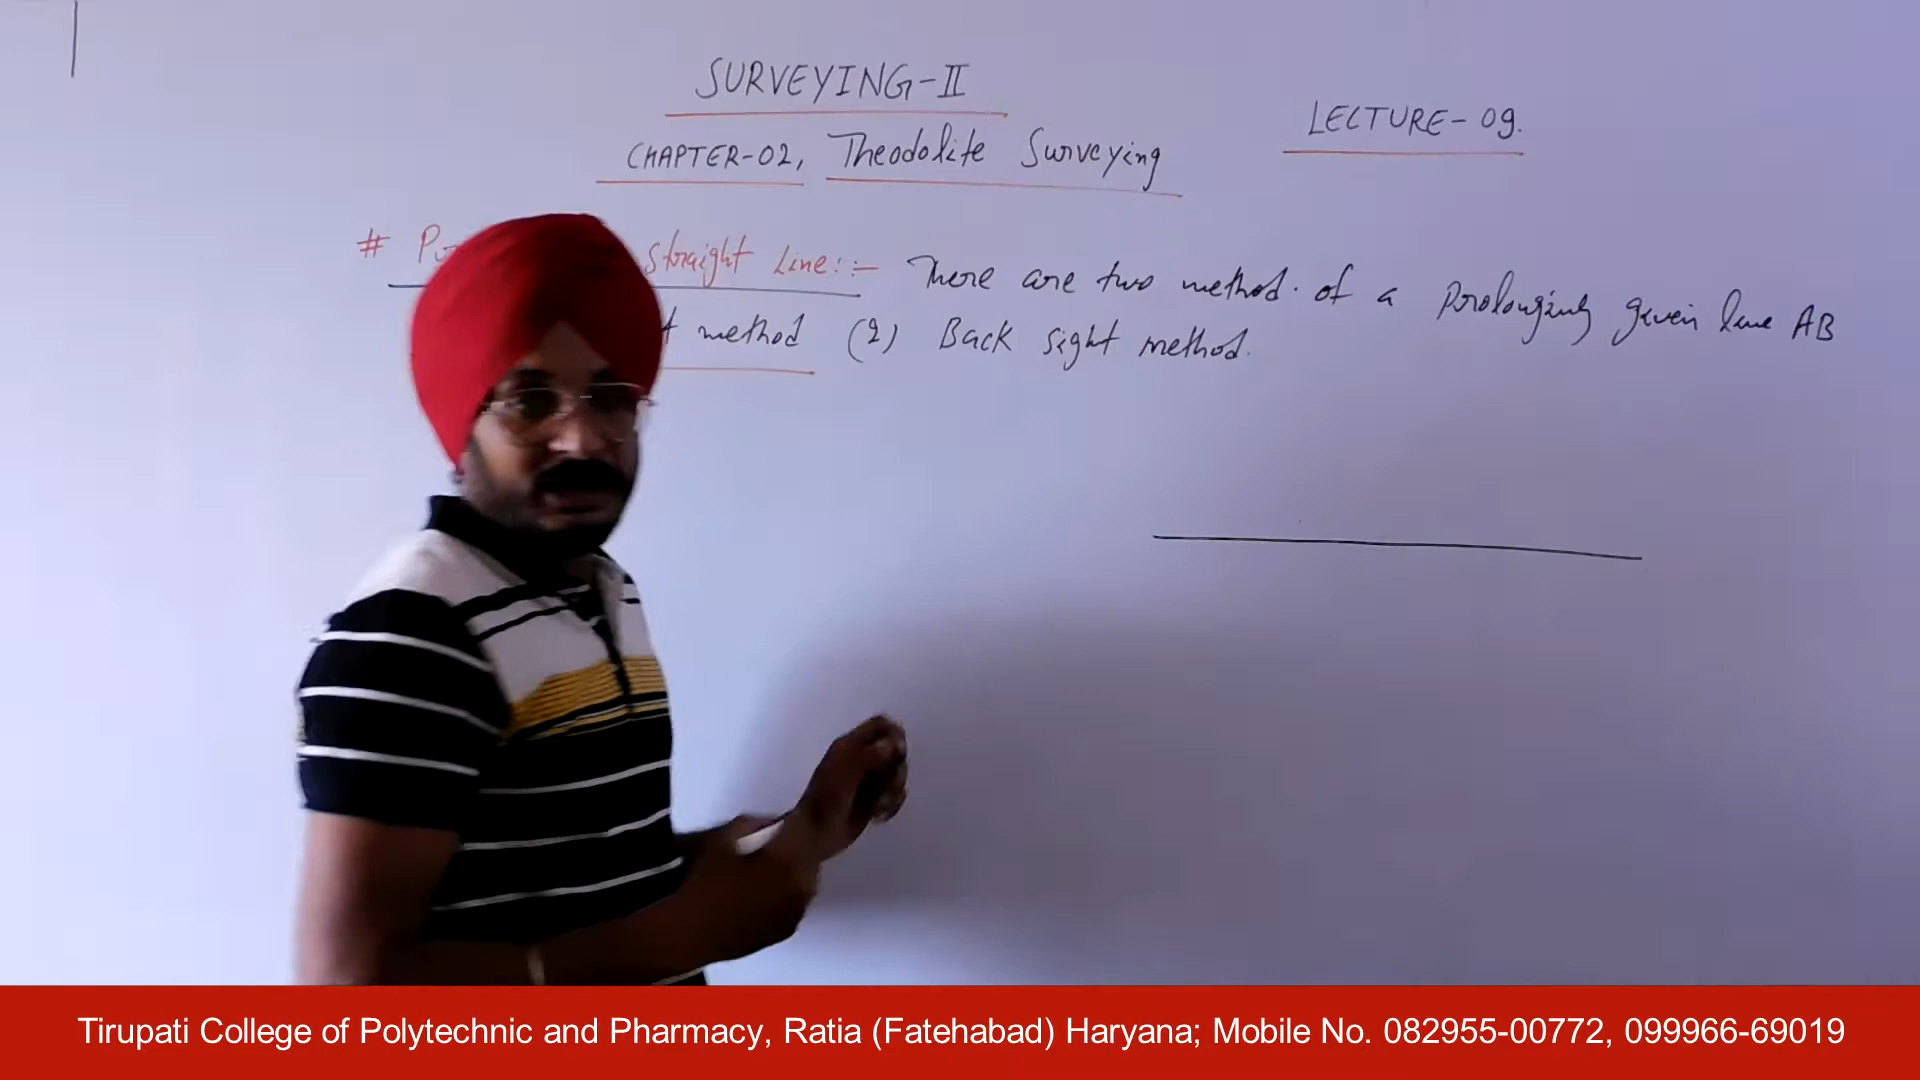 SURVEYING-II
LECTURE-09.
CHAPTER-02, Theodolite Surveying
# Straight Line:- There are two method. of a Prolonging given line AB
method (2) Back Sight method.
Tirupati College of Polytechnic and Pharmacy, Ratia (Fatehabad) Haryana; Mobile No. 082955-00772, 099966-69019